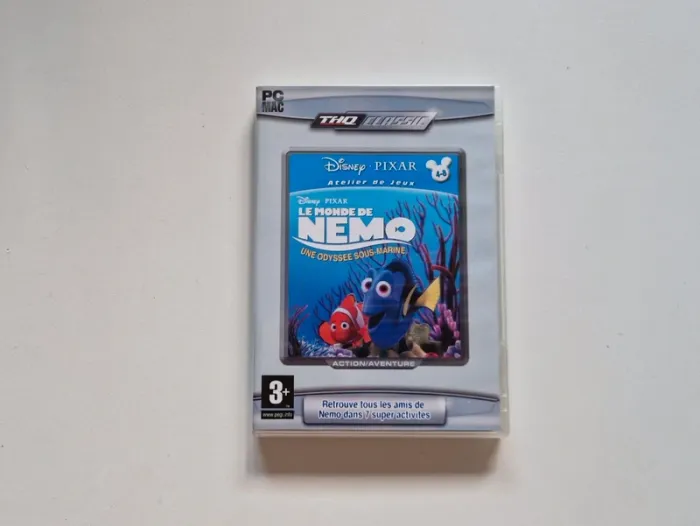 PC
MAC
THQ CLASSIC
Disney · PIXAR
Atelier de Jeux
4-8
Disney PIXAR
LE MONDE DE
NEMO
UNE ODYSSEE SOUS-MARINE
ACTION/AVENTURE
3+
www.pegi.info
Retrouve tous les amis de
Nemo dans 7 super activités